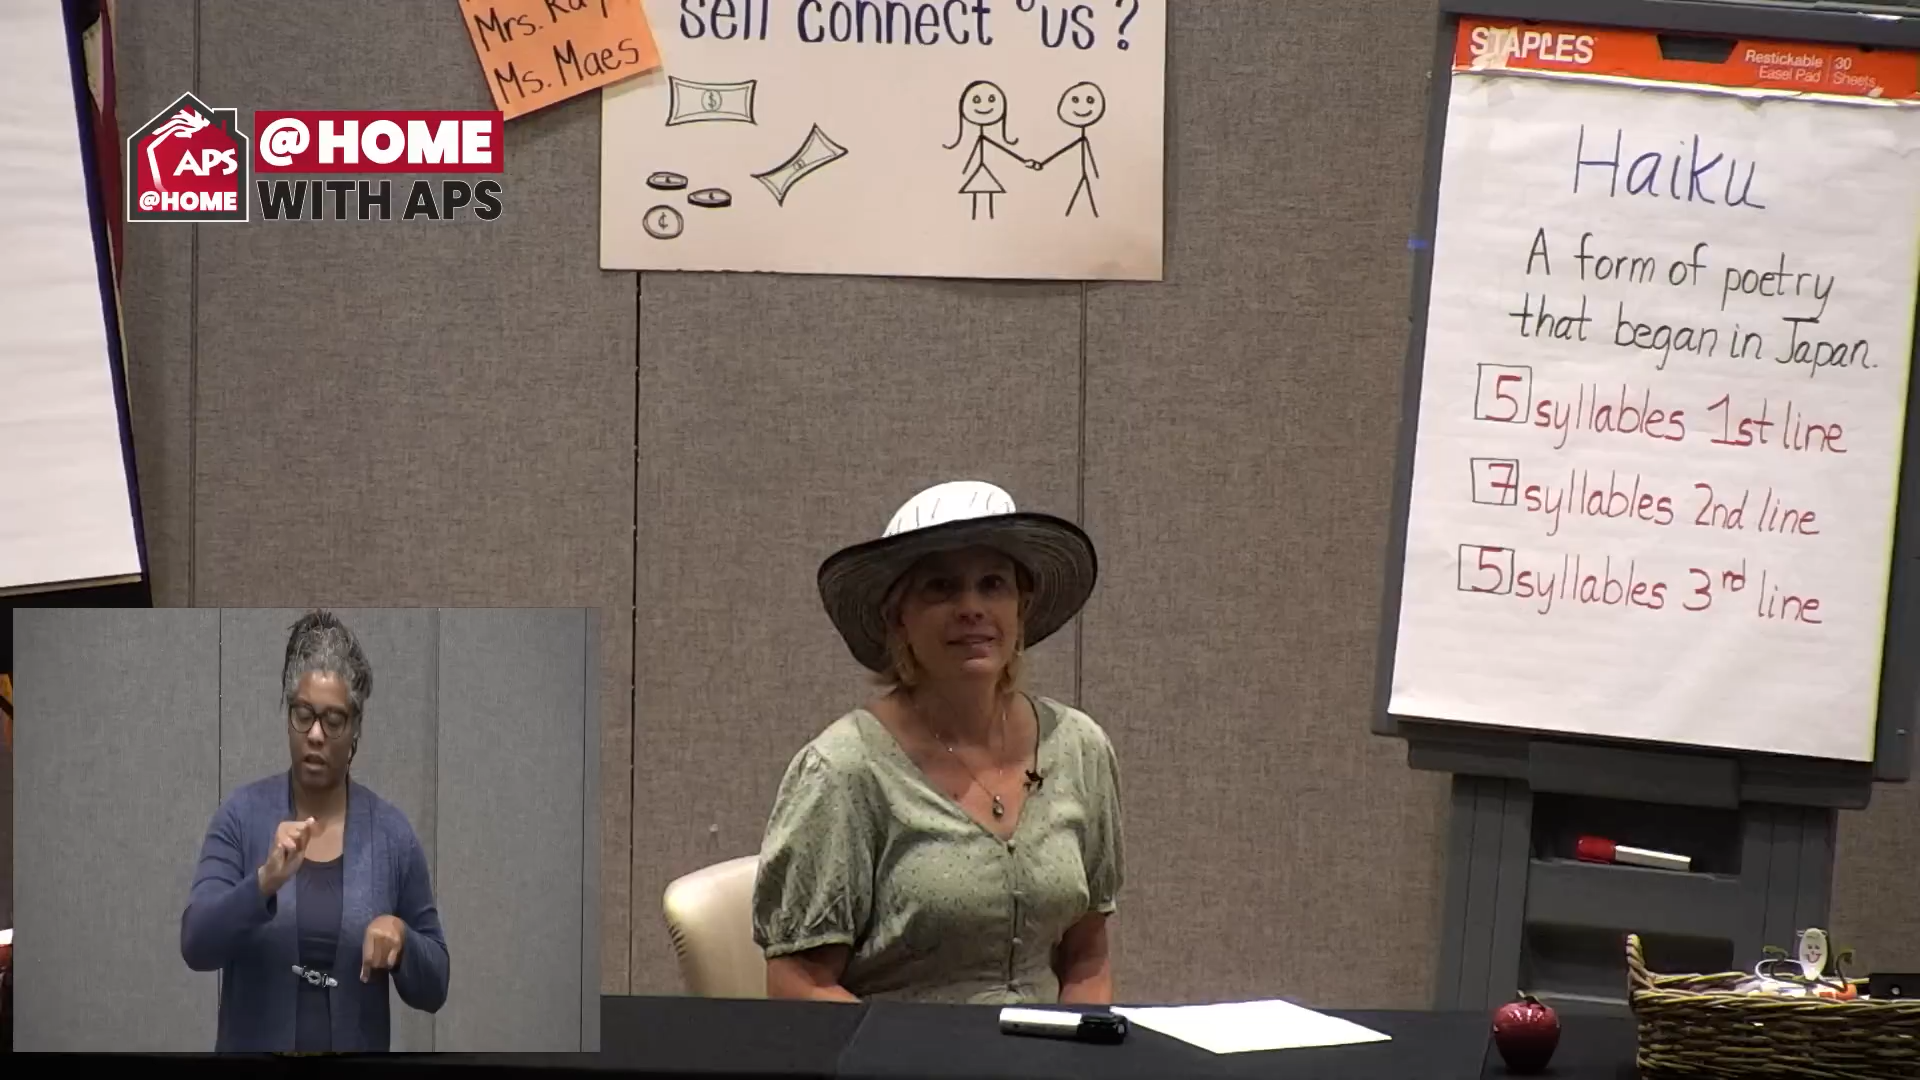 Mrs.
Ms. Maes
sell connect us?
$
¢
APS
@HOME
@HOME
WITH APS
STAPLES
Restickable 30
Easel Pad Sheets
Haiku
A form of poetry
that began in Japan.
5 syllables 1st line
7 syllables 2nd line
5 syllables 3rd line